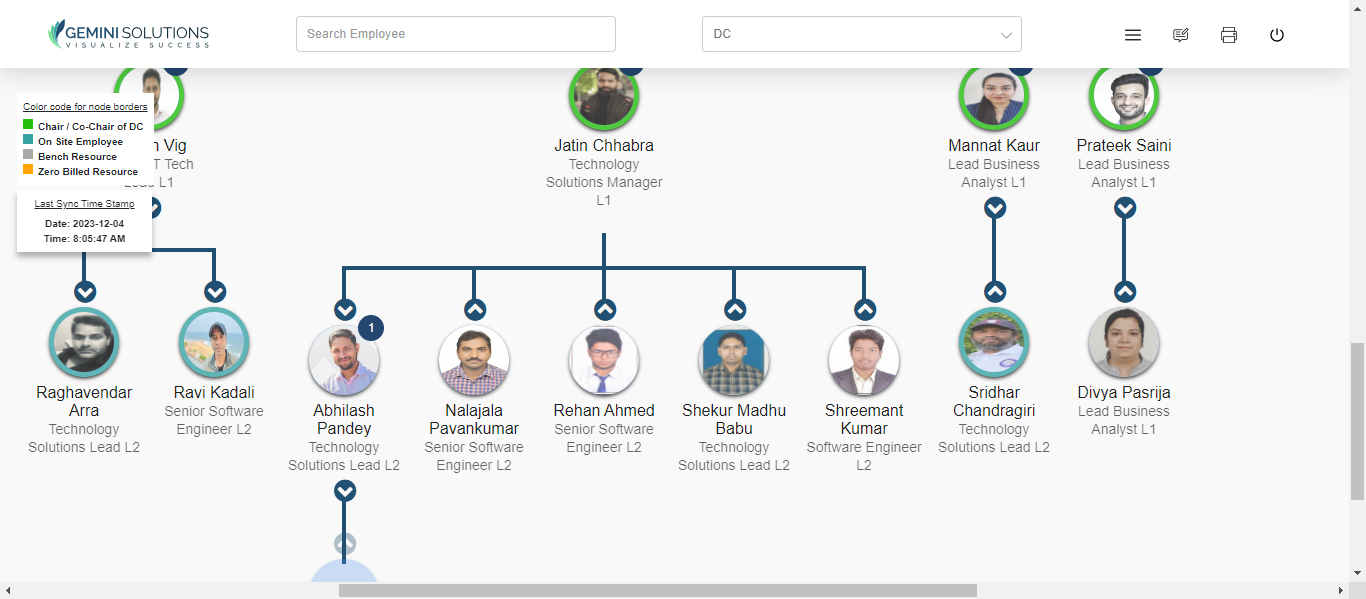 GEMINI SOLUTIONS
VISUALIZE SUCCESS
Search Employee
DC
Color code for node borders
Chair / Co-Chair of DC
On Site Employee
Bench Resource
Zero Billed Resource
Last Sync Time Stamp
Date: 2023-12-04
Time: 8:05:47 AM
Vig
Tech
L1
Jatin Chhabra
Technology
Solutions Manager
L1
Mannat Kaur
Lead Business
Analyst L1
Prateek Saini
Lead Business
Analyst L1
Raghavendar
Arra
Technology
Solutions Lead L2
Ravi Kadali
Senior Software
Engineer L2
1
Abhilash
Pandey
Technology
Solutions Lead L2
Nalajala
Pavankumar
Senior Software
Engineer L2
Rehan Ahmed
Senior Software
Engineer L2
Shekur Madhu
Babu
Technology
Solutions Lead L2
Shreemant
Kumar
Software Engineer
L2
Sridhar
Chandragiri
Technology
Solutions Lead L2
Divya Pasrija
Lead Business
Analyst L1